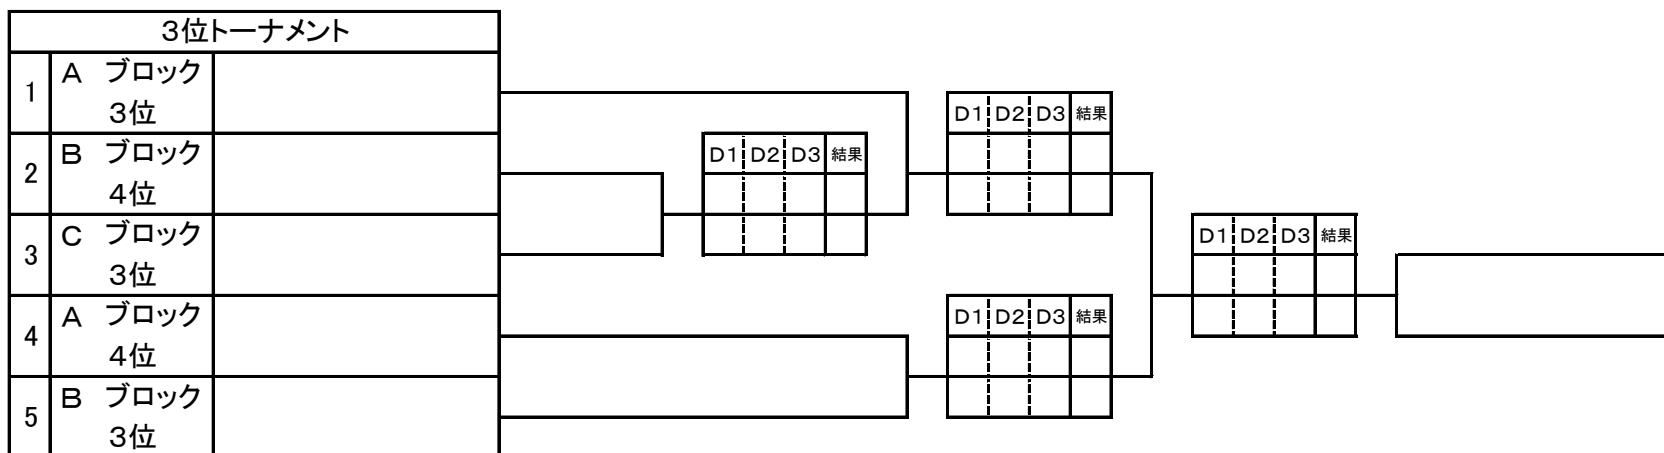 3位トーナメント
1
A ブロック
3位
2
B ブロック
4位
3
C ブロック
3位
4
A ブロック
4位
5
B ブロック
3位
D1 D2 D3 結果
D1 D2 D3 結果
D1 D2 D3 結果
D1 D2 D3 結果